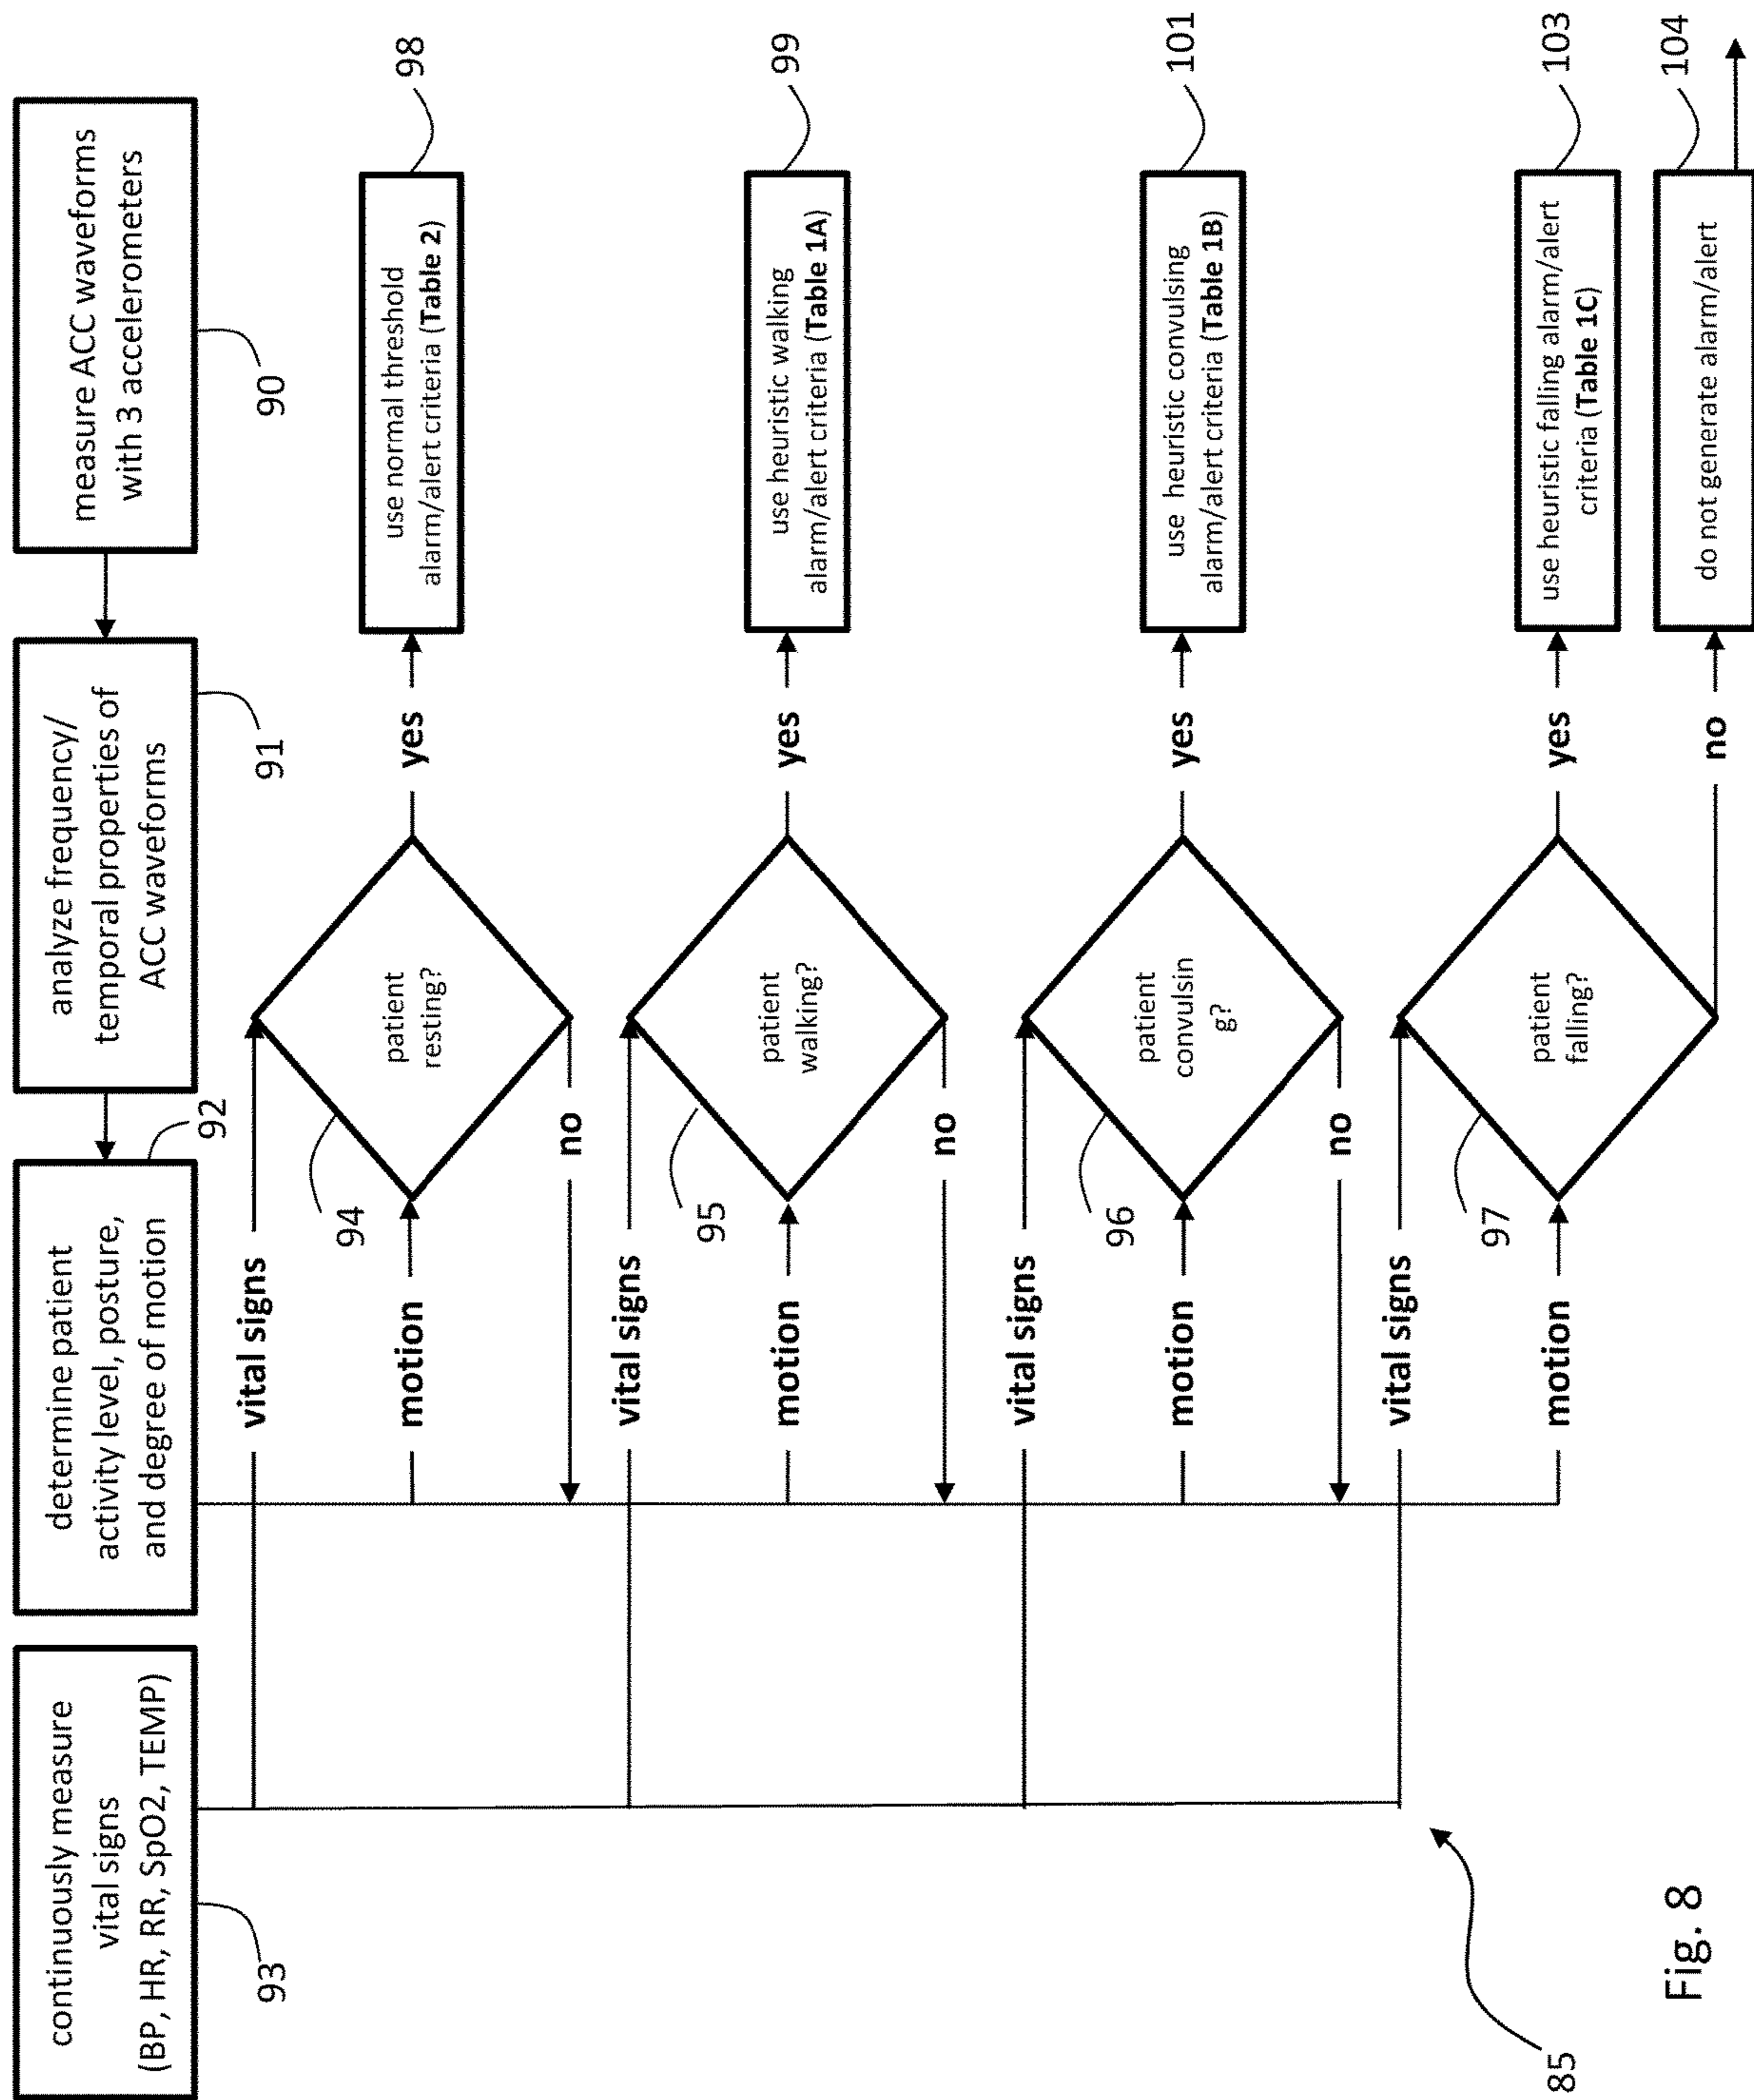 continuously measure
vital signs
(BP, HR, RR, SpO2, TEMP)
93
determine patient
activity level, posture,
and degree of motion
92
analyze frequency/
temporal properties of
ACC waveforms
91
measure ACC waveforms
with 3 accelerometers
90
vital signs
motion
94
patient
resting?
yes
use normal threshold
alarm/alert criteria (Table 2)
98
no
vital signs
motion
95
patient
walking?
yes
use heuristic walking
alarm/alert criteria (Table 1A)
99
no
vital signs
motion
96
patient
convulsin
g?
yes
use heuristic convulsing
alarm/alert criteria (Table 1B)
101
no
vital signs
motion
97
patient
falling?
yes
use heuristic falling alarm/alert
criteria (Table 1C)
103
no
do not generate alarm/alert
104
85
Fig. 8